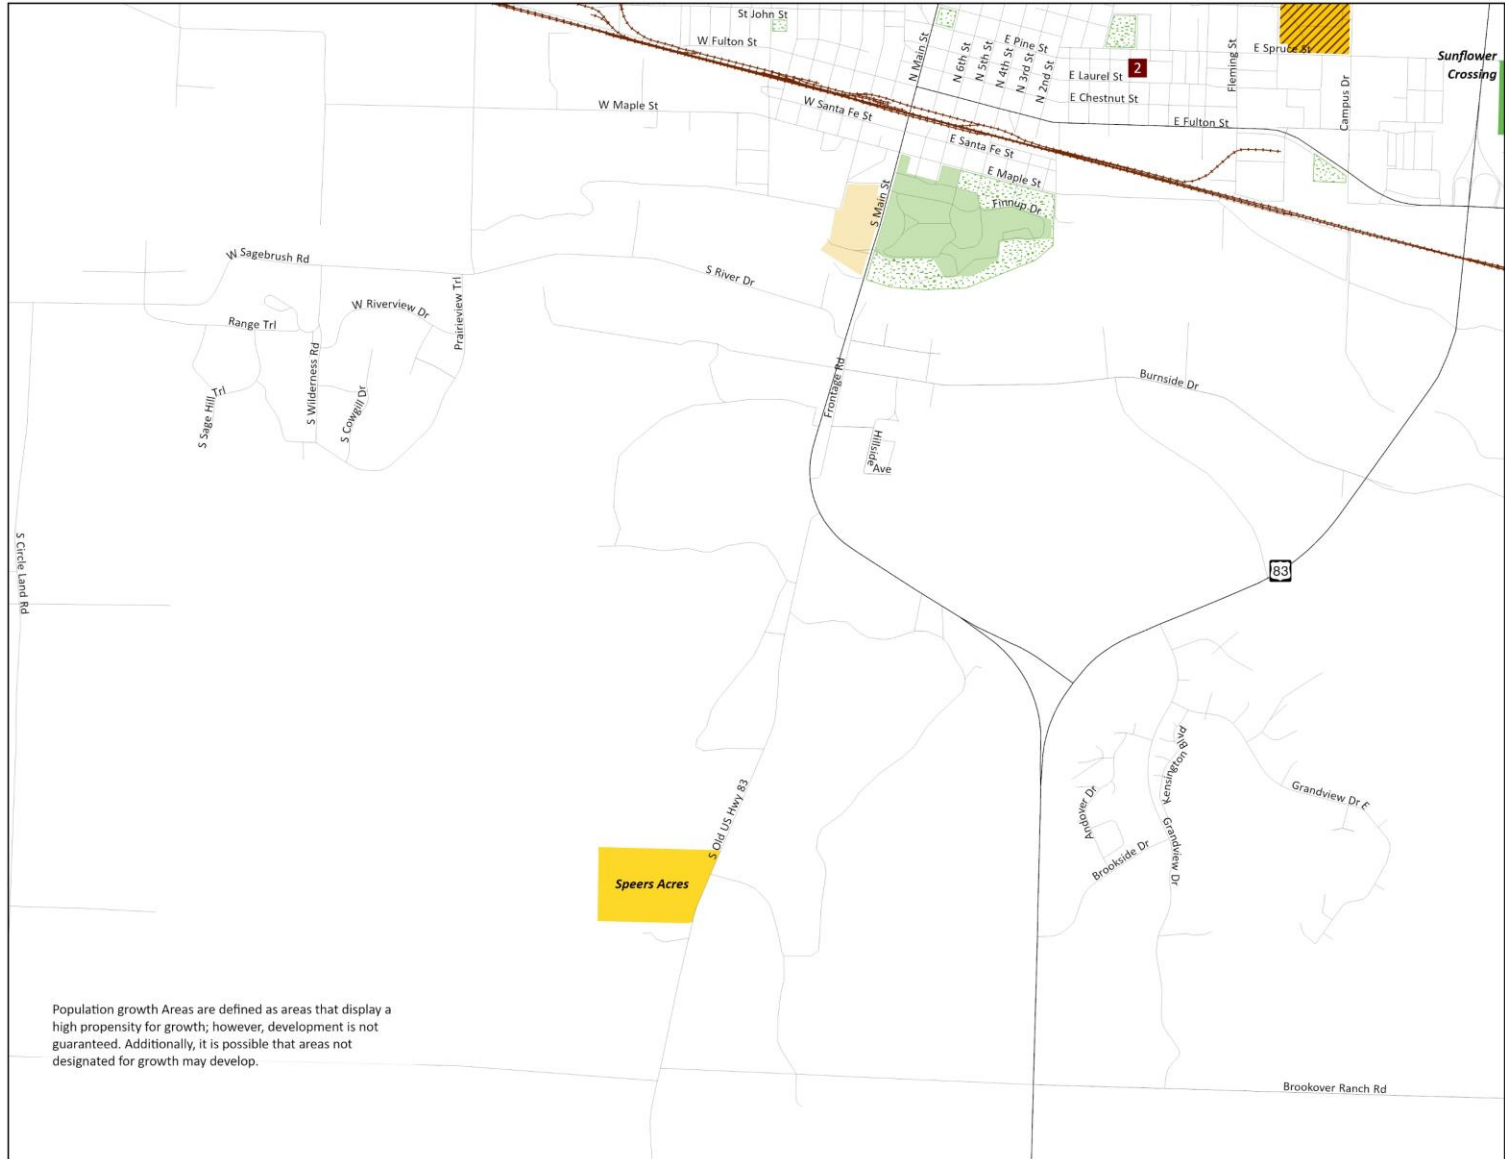 St John St
W Fulton St
N Main St
N 6th St
N 5th St
N 4th St
N 3rd St
N 2nd St
E Pine St
E Laurel St
2
E Chestnut St
Fleming St
E Spruce St
Campus Dr
Sunflower
Crossing
W Maple St
W Santa Fe St
E Santa Fe St
E Fulton St
E Maple St
Finnup Dr
S Main St
W Sagebrush Rd
S River Dr
W Riverview Dr
Prairieview Trl
Range Trl
S Wilderness Rd
S Cowgill Dr
S Sage Hill Trl
Frontage Rd
Burnside Dr
Hillside
Ave
S Circle Land Rd
83
Kensington Blvd
Andover Dr
Grandview Dr E
Grandview Dr
Brookside Dr
S Old US Hwy 83
Speers Acres
Population growth Areas are defined as areas that display a
high propensity for growth; however, development is not
guaranteed. Additionally, it is possible that areas not
designated for growth may develop.
Brookover Ranch Rd